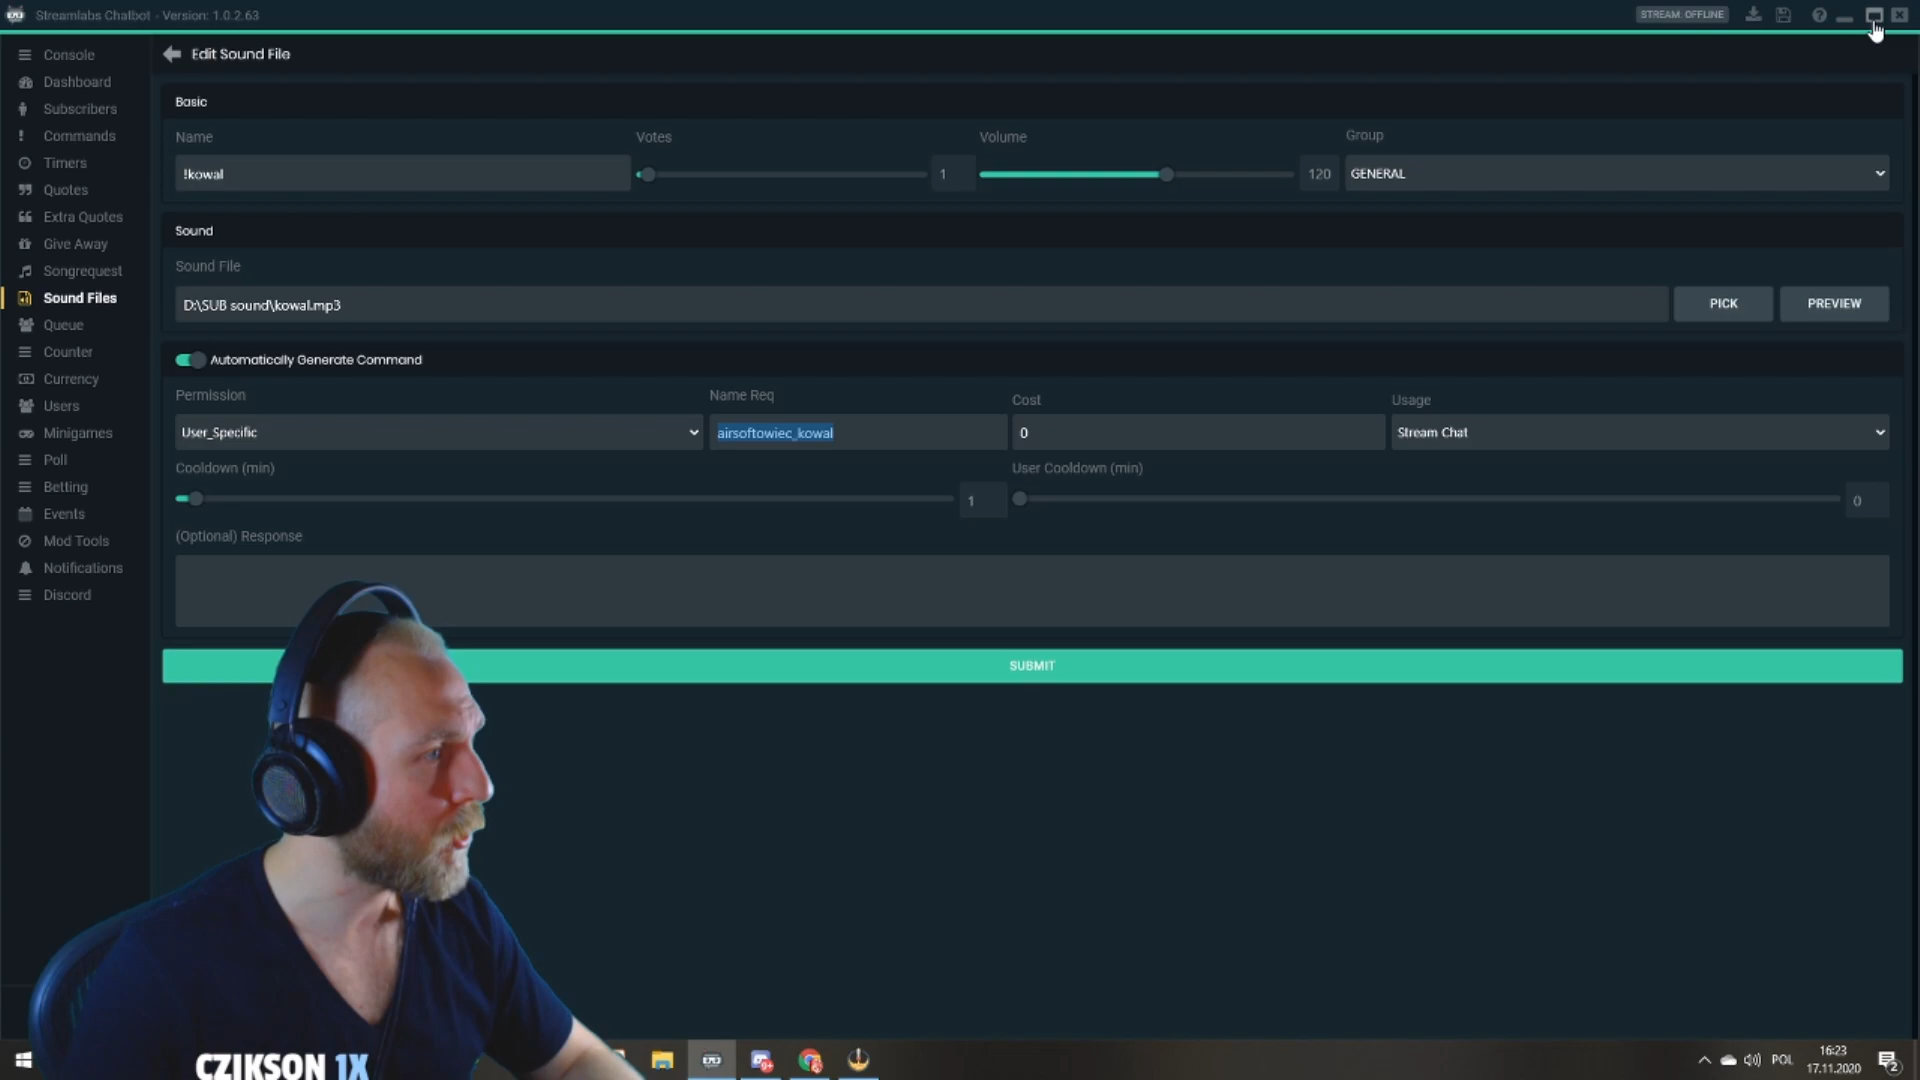 Streamlabs Chatbot - Version: 1.0.2.63
STREAM: OFFLINE
Console
Dashboard
Subscribers
Commands
Timers
Quotes
Extra Quotes
Give Away
Songrequest
Sound Files
Queue
Counter
Currency
Users
Minigames
Poll
Betting
Events
Mod Tools
Notifications
Discord
Edit Sound File
Basic
Name Votes Volume Group
!kowal 1 120 GENERAL
Sound
Sound File
D:\SUB sound\kowal.mp3 PICK PREVIEW
Automatically Generate Command
Permission Name Req Cost Usage
User_Specific airsoftowiec_kowal 0 Stream Chat
Cooldown (min) User Cooldown (min)
1 0
(Optional) Response
SUBMIT
CZIKSON 1X
9+
POL
16:23
17.11.2020
2